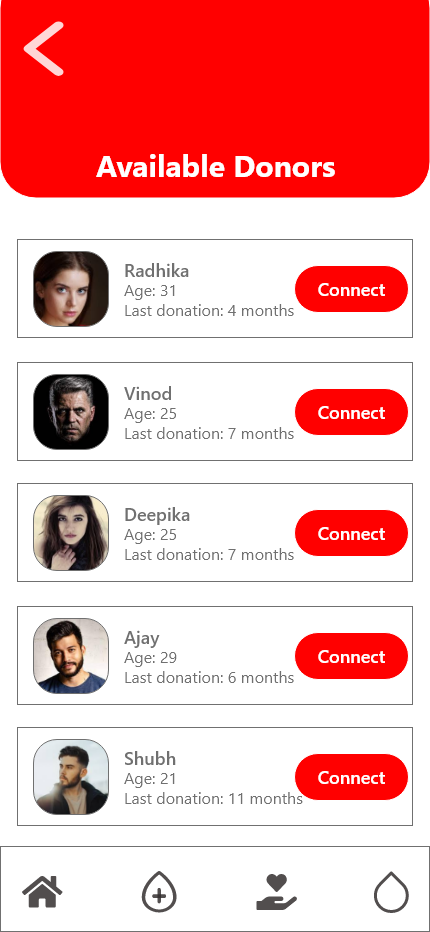 Available Donors
Radhika
Age: 31
Last donation: 4 months
Connect
Vinod
Age: 25
Last donation: 7 months
Connect
Deepika
Age: 25
Last donation: 7 months
Connect
Ajay
Age: 29
Last donation: 6 months
Connect
Shubh
Age: 21
Last donation: 11 months
Connect